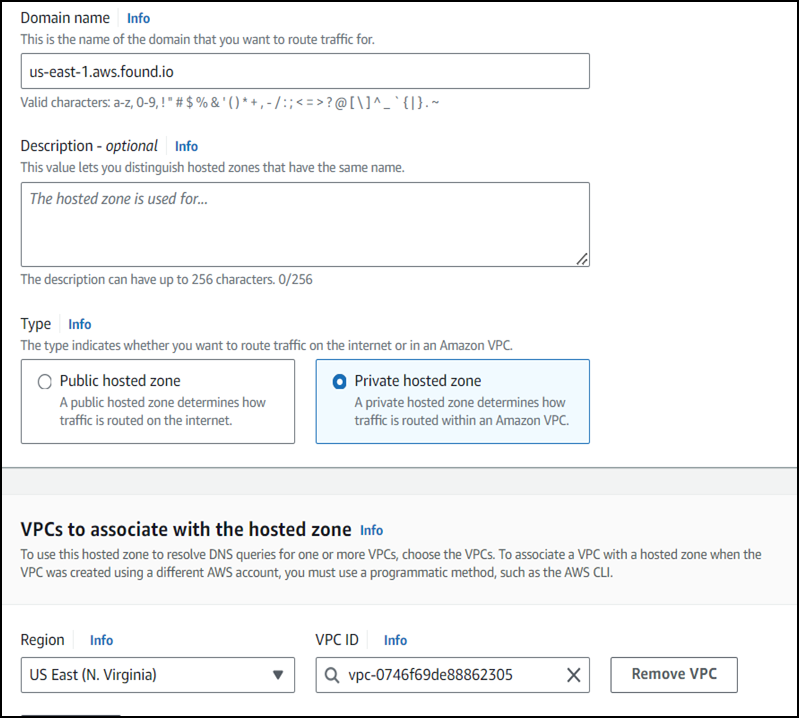 Domain name Info
This is the name of the domain that you want to route traffic for.
us-east-1.aws.found.io
Valid characters: a-z, 0-9, ! " # $ % & ' ( ) * + , - / : ; < = > ? @ [ \ ] ^ _ ` { | } . ~
Description - optional Info
This value lets you distinguish hosted zones that have the same name.
The hosted zone is used for...
The description can have up to 256 characters. 0/256
Type Info
The type indicates whether you want to route traffic on the internet or in an Amazon VPC.
Public hosted zone
A public hosted zone determines how
traffic is routed on the internet.
Private hosted zone
A private hosted zone determines how
traffic is routed within an Amazon VPC.
VPCs to associate with the hosted zone Info
To use this hosted zone to resolve DNS queries for one or more VPCs, choose the VPCs. To associate a VPC with a hosted zone when the
VPC was created using a different AWS account, you must use a programmatic method, such as the AWS CLI.
Region Info
VPC ID Info
US East (N. Virginia)
vpc-0746f69de88862305
Remove VPC